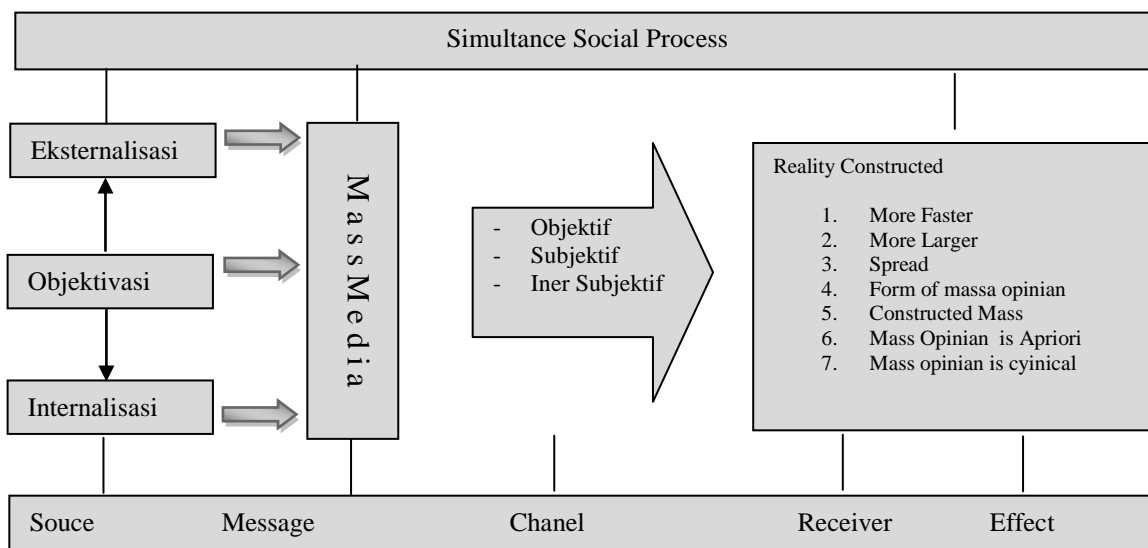 Simultance Social Process
Eksternalisasi
Objektivasi
Internalisasi
MassMedia
- Objektif
- Subjektif
- Iner Subjektif
Reality Constructed
1. More Faster
2. More Larger
3. Spread
4. Form of massa opinian
5. Constructed Mass
6. Mass Opinian is Apriori
7. Mass opinian is cyinical
Souce Message Chanel Receiver Effect